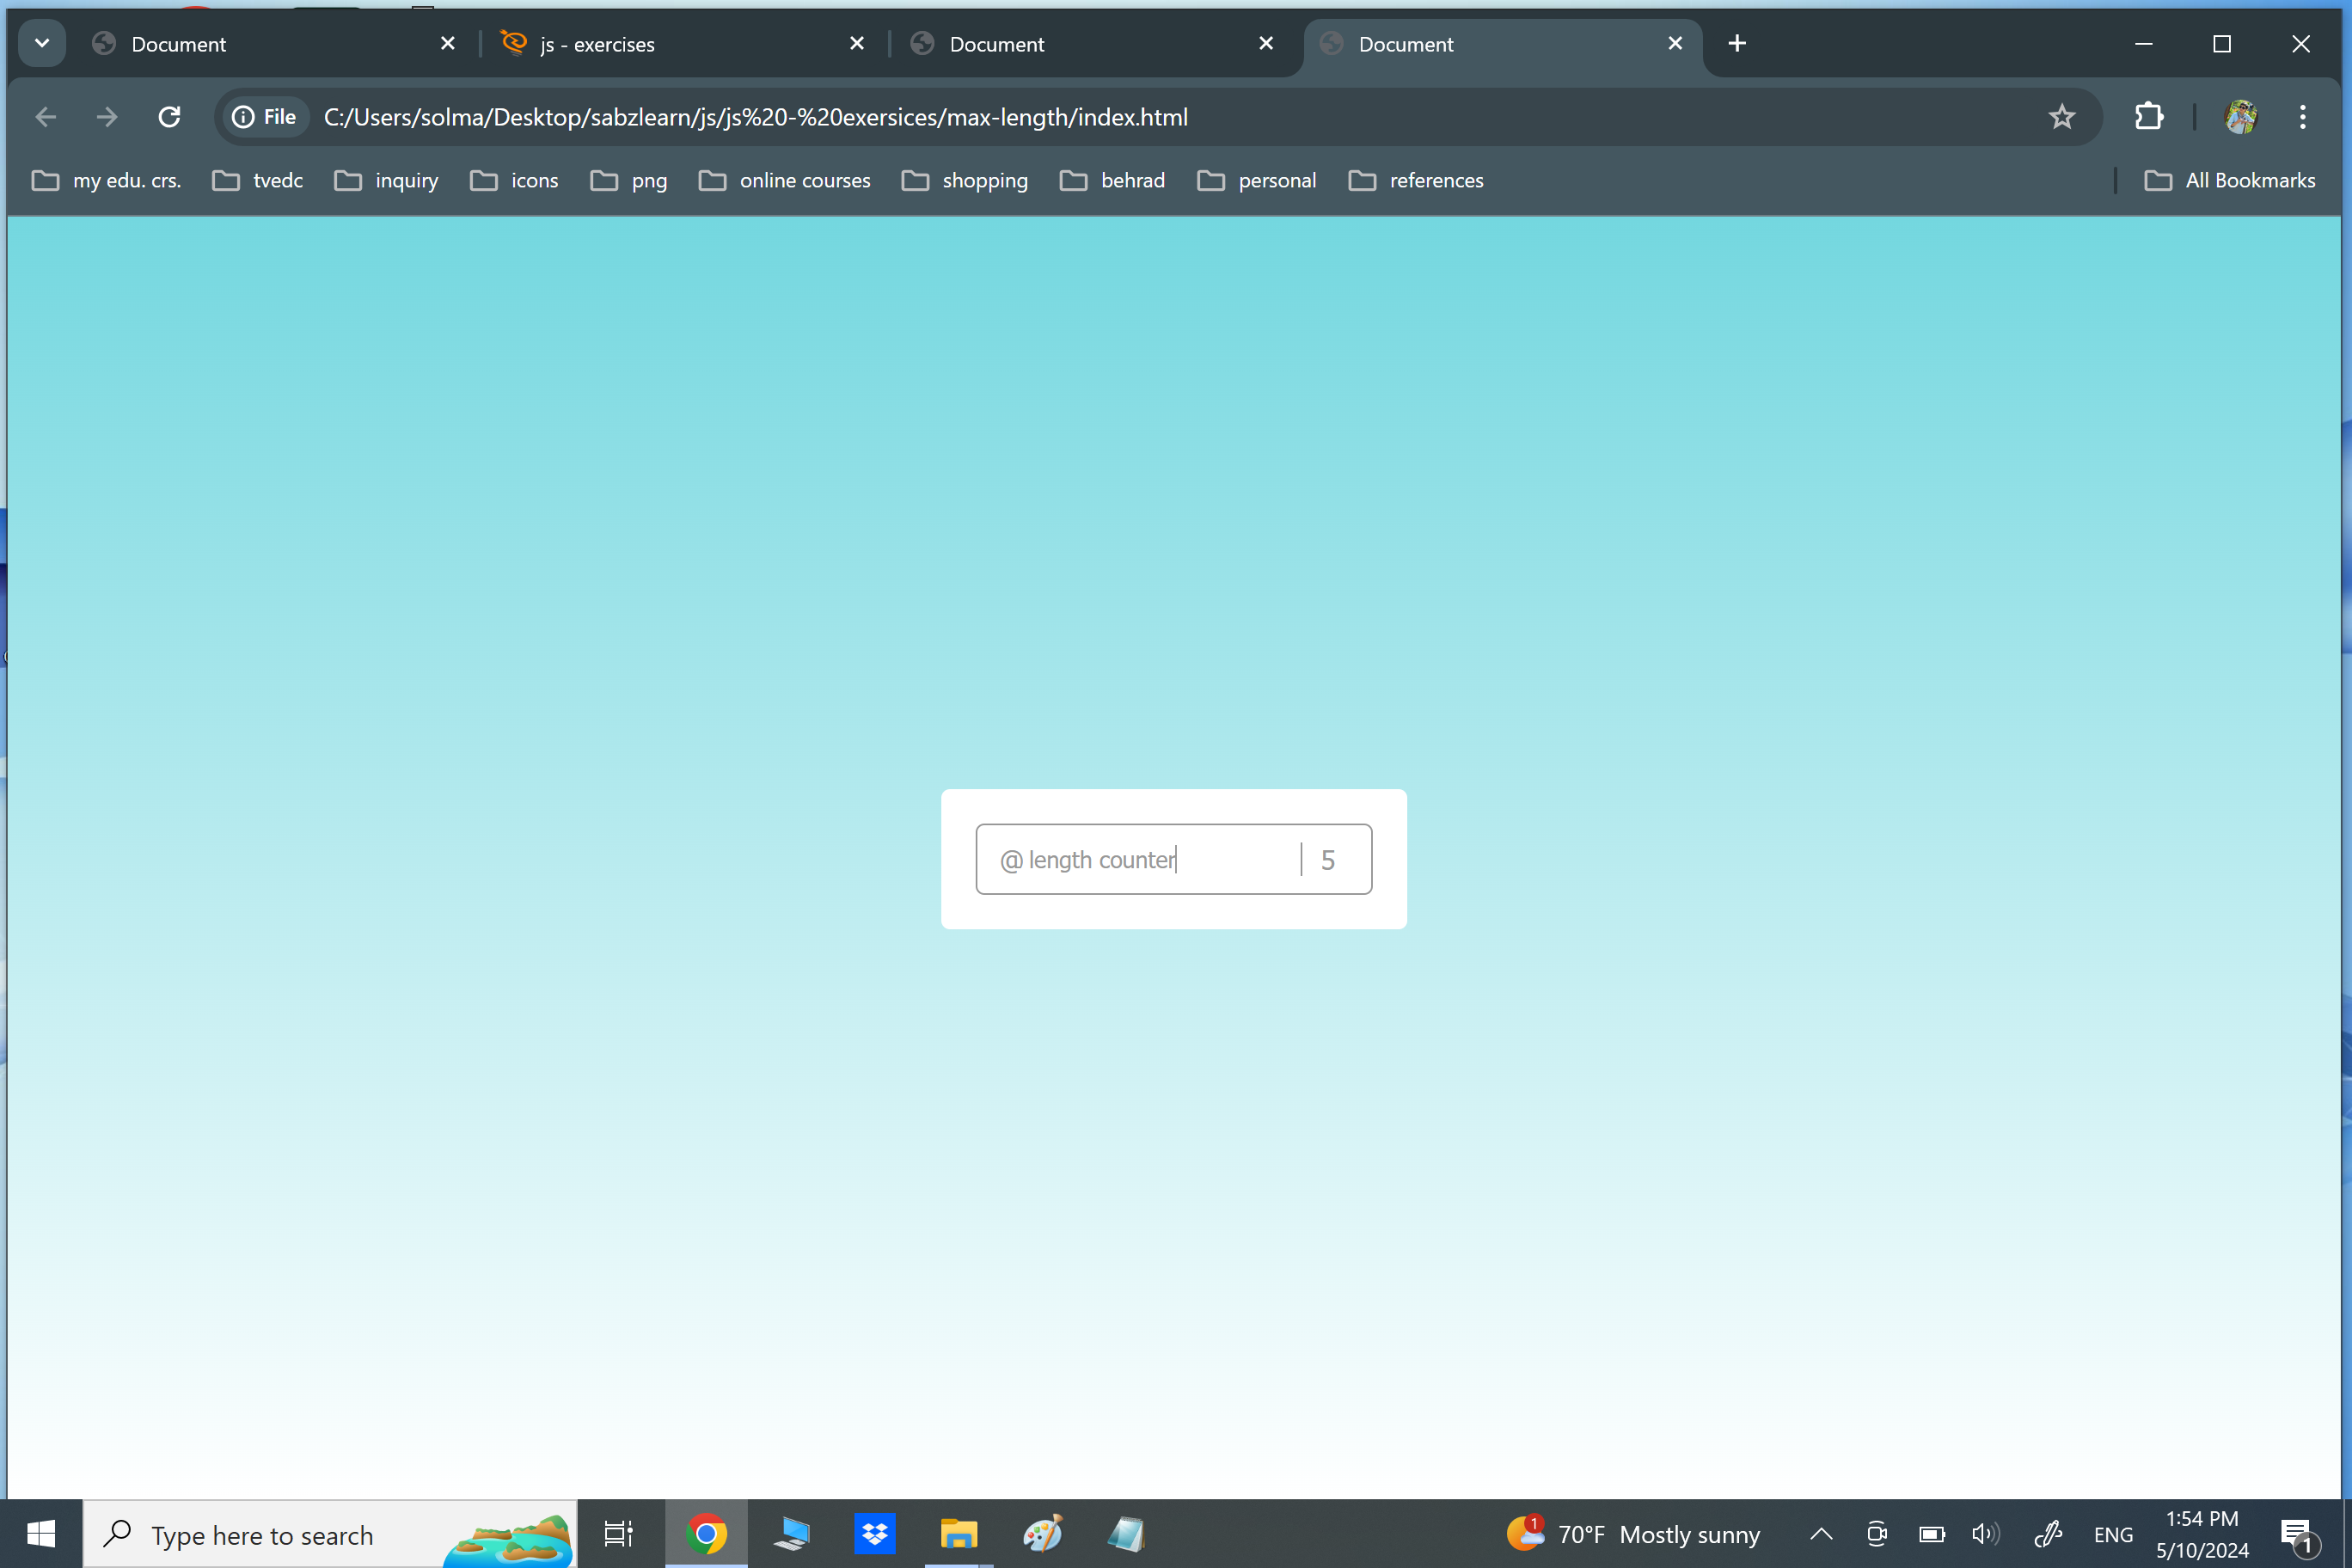 Document
js - exercises
Document
Document
File C:/Users/solma/Desktop/sabzlearn/js/js%20-%20exersices/max-length/index.html
my edu. crs. tvedc inquiry icons png online courses shopping behrad personal references All Bookmarks
@ length counter 5
Type here to search
1
70°F Mostly sunny
ENG
1:54 PM
5/10/2024
1